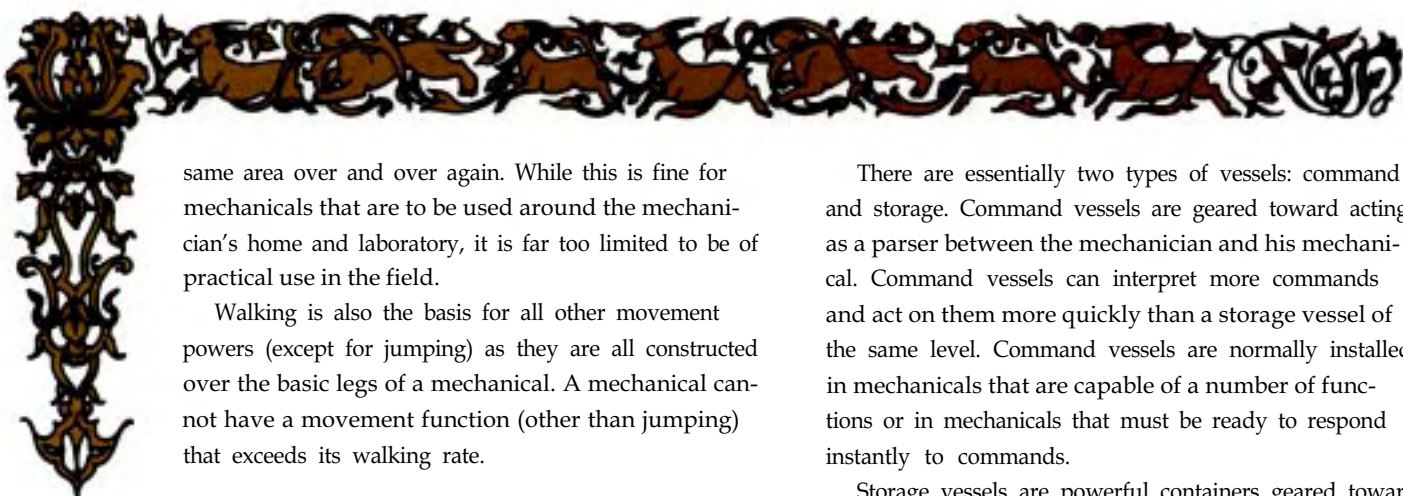 same area over and over again. While this is fine for
mechanicals that are to be used around the mechani-
cian's home and laboratory, it is far too limited to be of
practical use in the field.
Walking is also the basis for all other movement
powers (except for jumping) as they are all constructed
over the basic legs of a mechanical. A mechanical can-
not have a movement function (other than jumping)
that exceeds its walking rate.
There are essentially two types of vessels: command
and storage. Command vessels are geared toward acting
as a parser between the mechanician and his mechani-
cal. Command vessels can interpret more commands
and act on them more quickly than a storage vessel of
the same level. Command vessels are normally installed
in mechanicals that are capable of a number of func-
tions or in mechanicals that must be ready to respond
instantly to commands.
Storage vessels are powerful containers geared toward